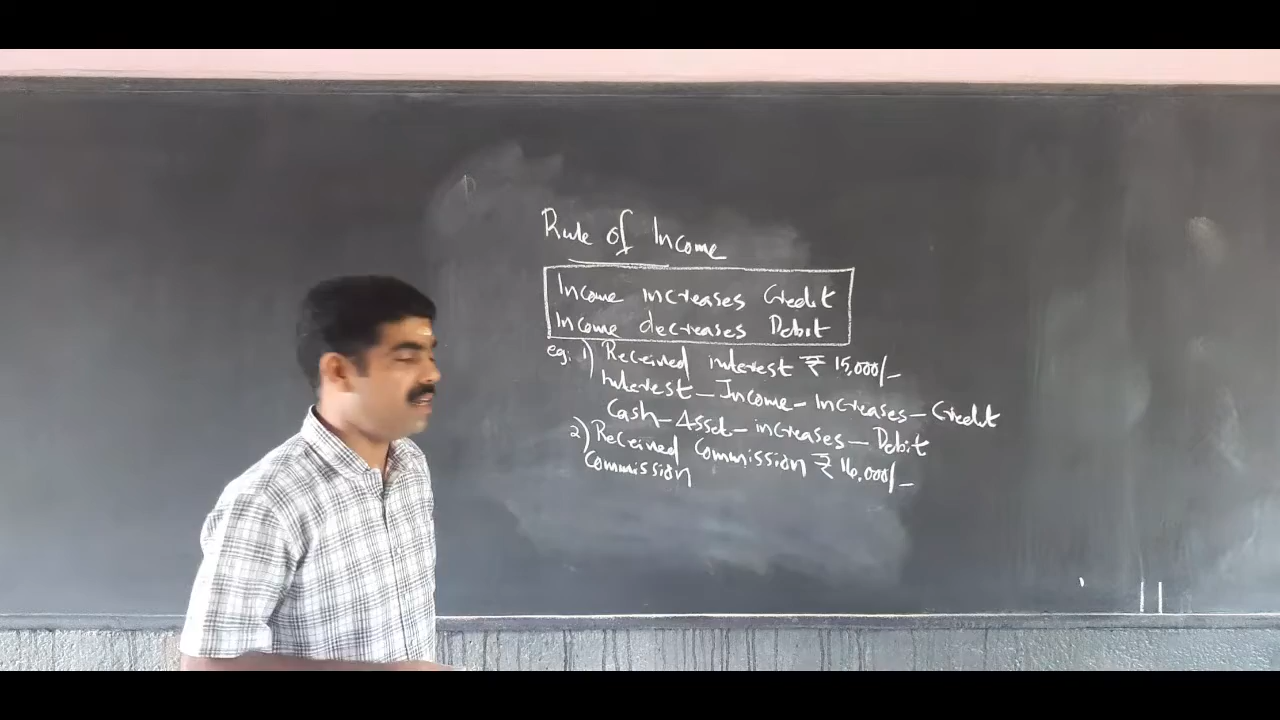 Rule of Income
Income increases Credit
Income decreases Debit
eg: 1) Received interest ₹ 15,000/-
Interest - Income - Increases - Credit
Cash - Asset - increases - Debit
2) Received Commission ₹ 16,000/-
Commission